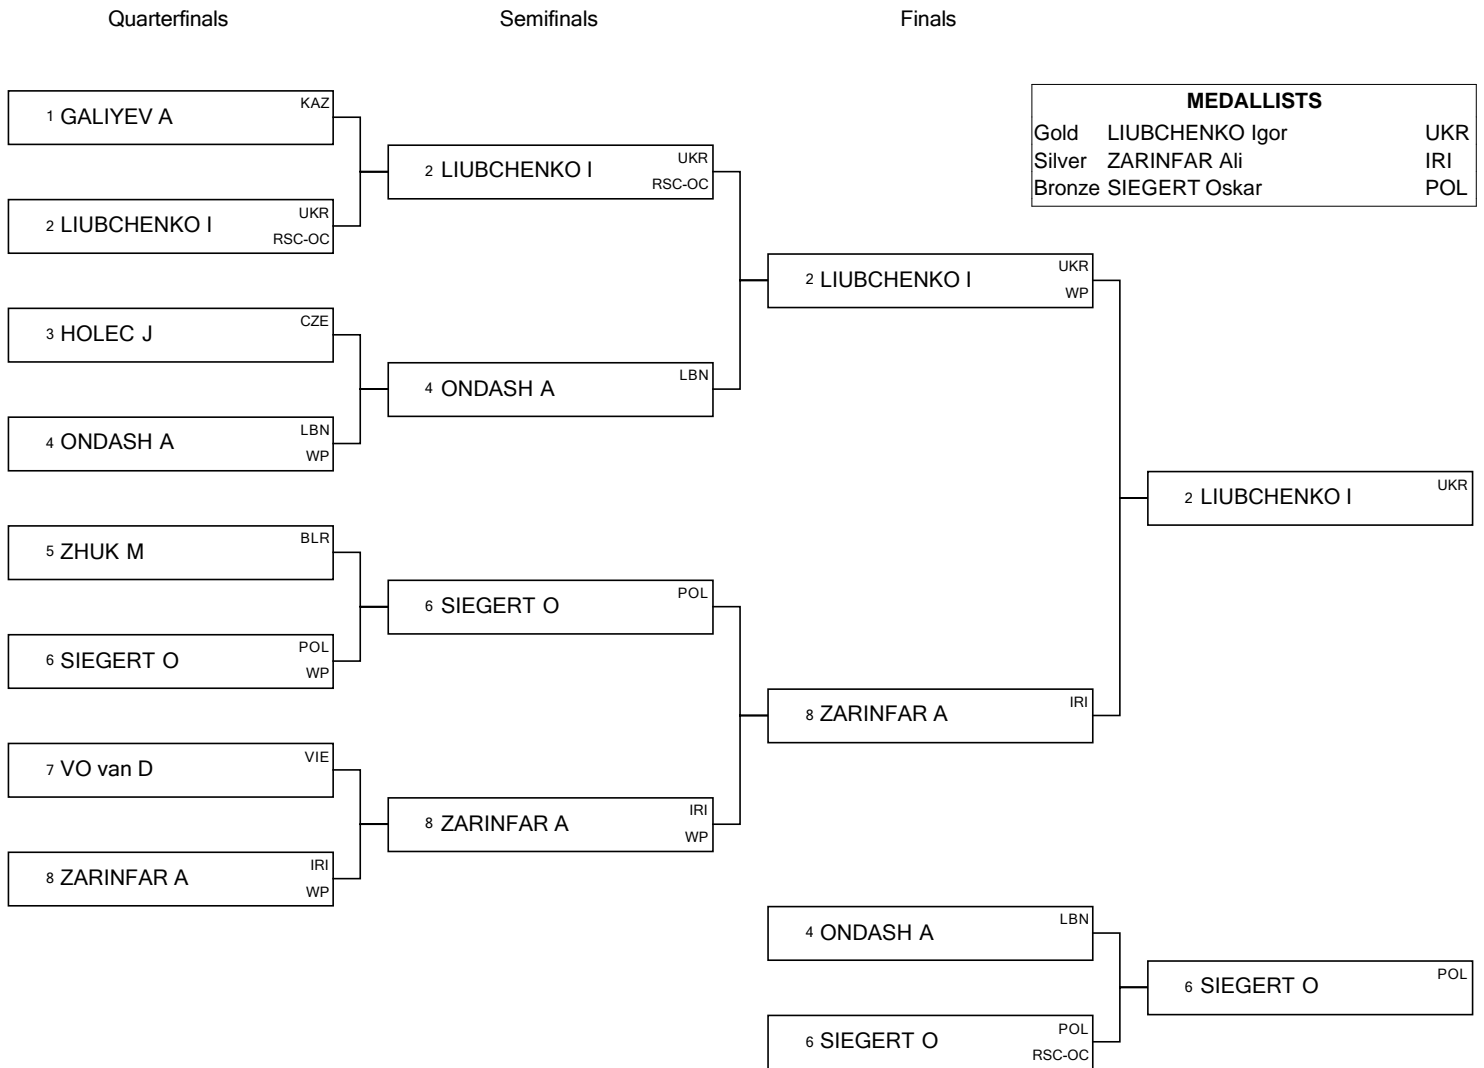 Quarterfinals
Semifinals
Finals
MEDALLISTS
Gold LIUBCHENKO Igor UKR
Silver ZARINFAR Ali IRI
Bronze SIEGERT Oskar POL
1 GALIYEV A KAZ
2 LIUBCHENKO I UKR
RSC-OC
3 HOLEC J CZE
4 ONDASH A LBN
WP
5 ZHUK M BLR
6 SIEGERT O POL
WP
7 VO van D VIE
8 ZARINFAR A IRI
WP
2 LIUBCHENKO I UKR
RSC-OC
4 ONDASH A LBN
6 SIEGERT O POL
8 ZARINFAR A IRI
WP
2 LIUBCHENKO I UKR
WP
8 ZARINFAR A IRI
2 LIUBCHENKO I UKR
4 ONDASH A LBN
6 SIEGERT O POL
RSC-OC
6 SIEGERT O POL